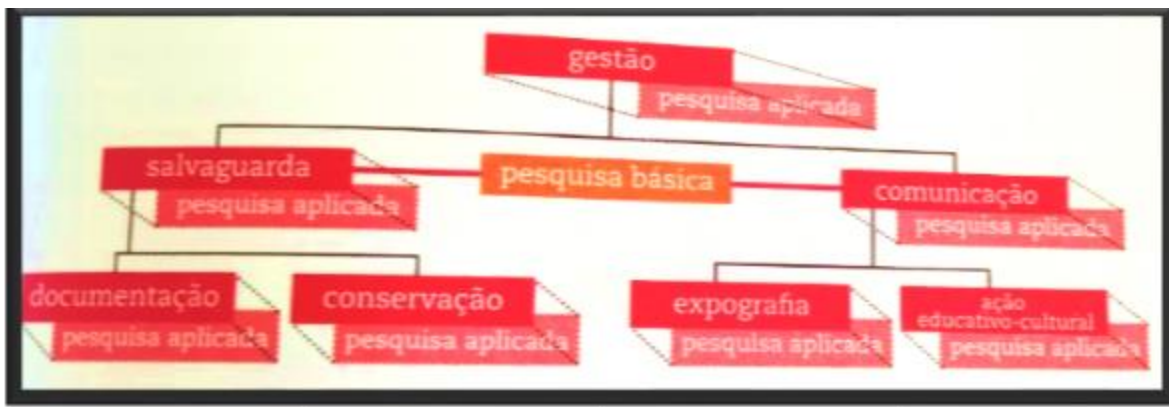 gestão
pesquisa aplicada
salvaguarda
pesquisa aplicada
pesquisa básica
comunicação
pesquisa aplicada
documentação
pesquisa aplicada
conservação
pesquisa aplicada
expografia
pesquisa aplicada
ação
educativo-cultural
pesquisa aplicada